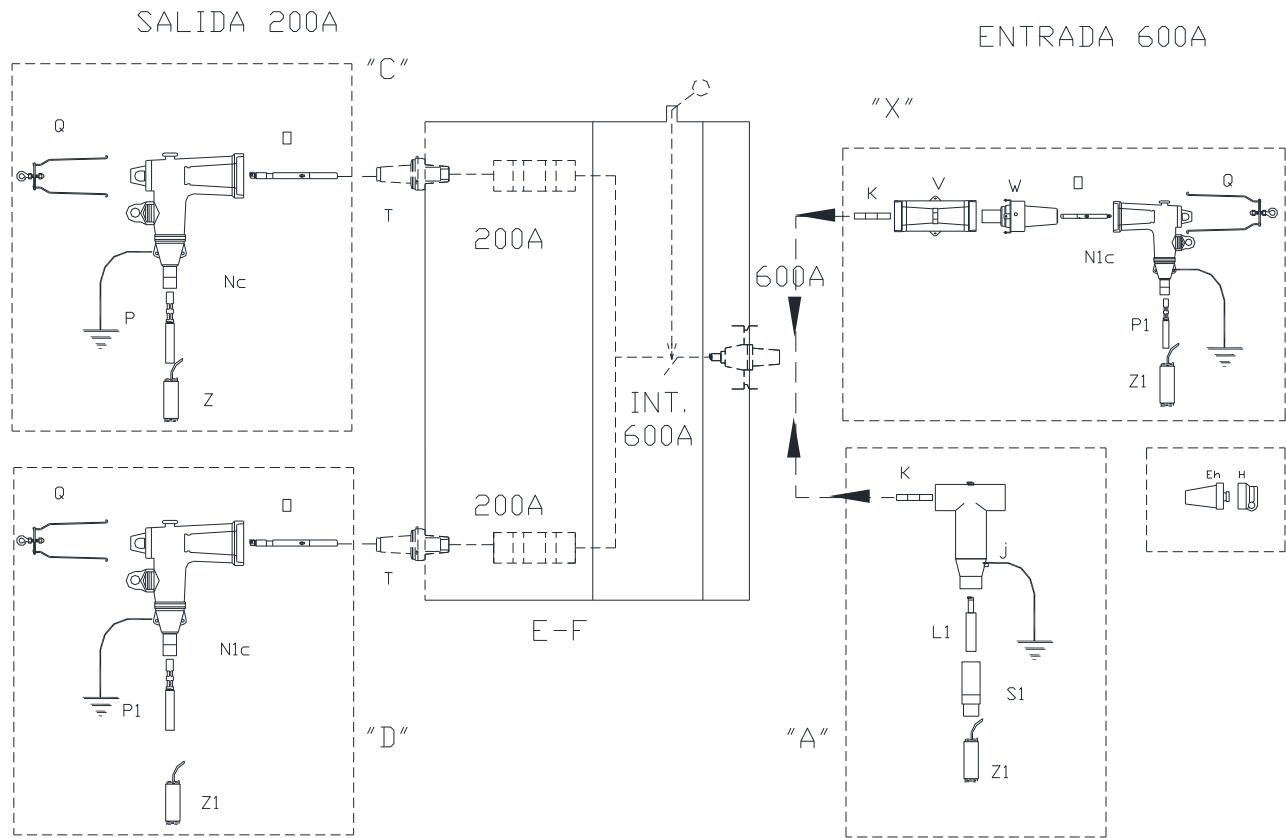 SALIDA 200A
ENTRADA 600A
"C"
Q
T
200A
Nc
P
Z
"X"
K
V
W
Q
N1c
P1
Z1
600A
INT.
600A
Q
T
200A
N1c
P1
Z1
"D"
E-F
K
j
L1
S1
Z1
"A"
Eh
H